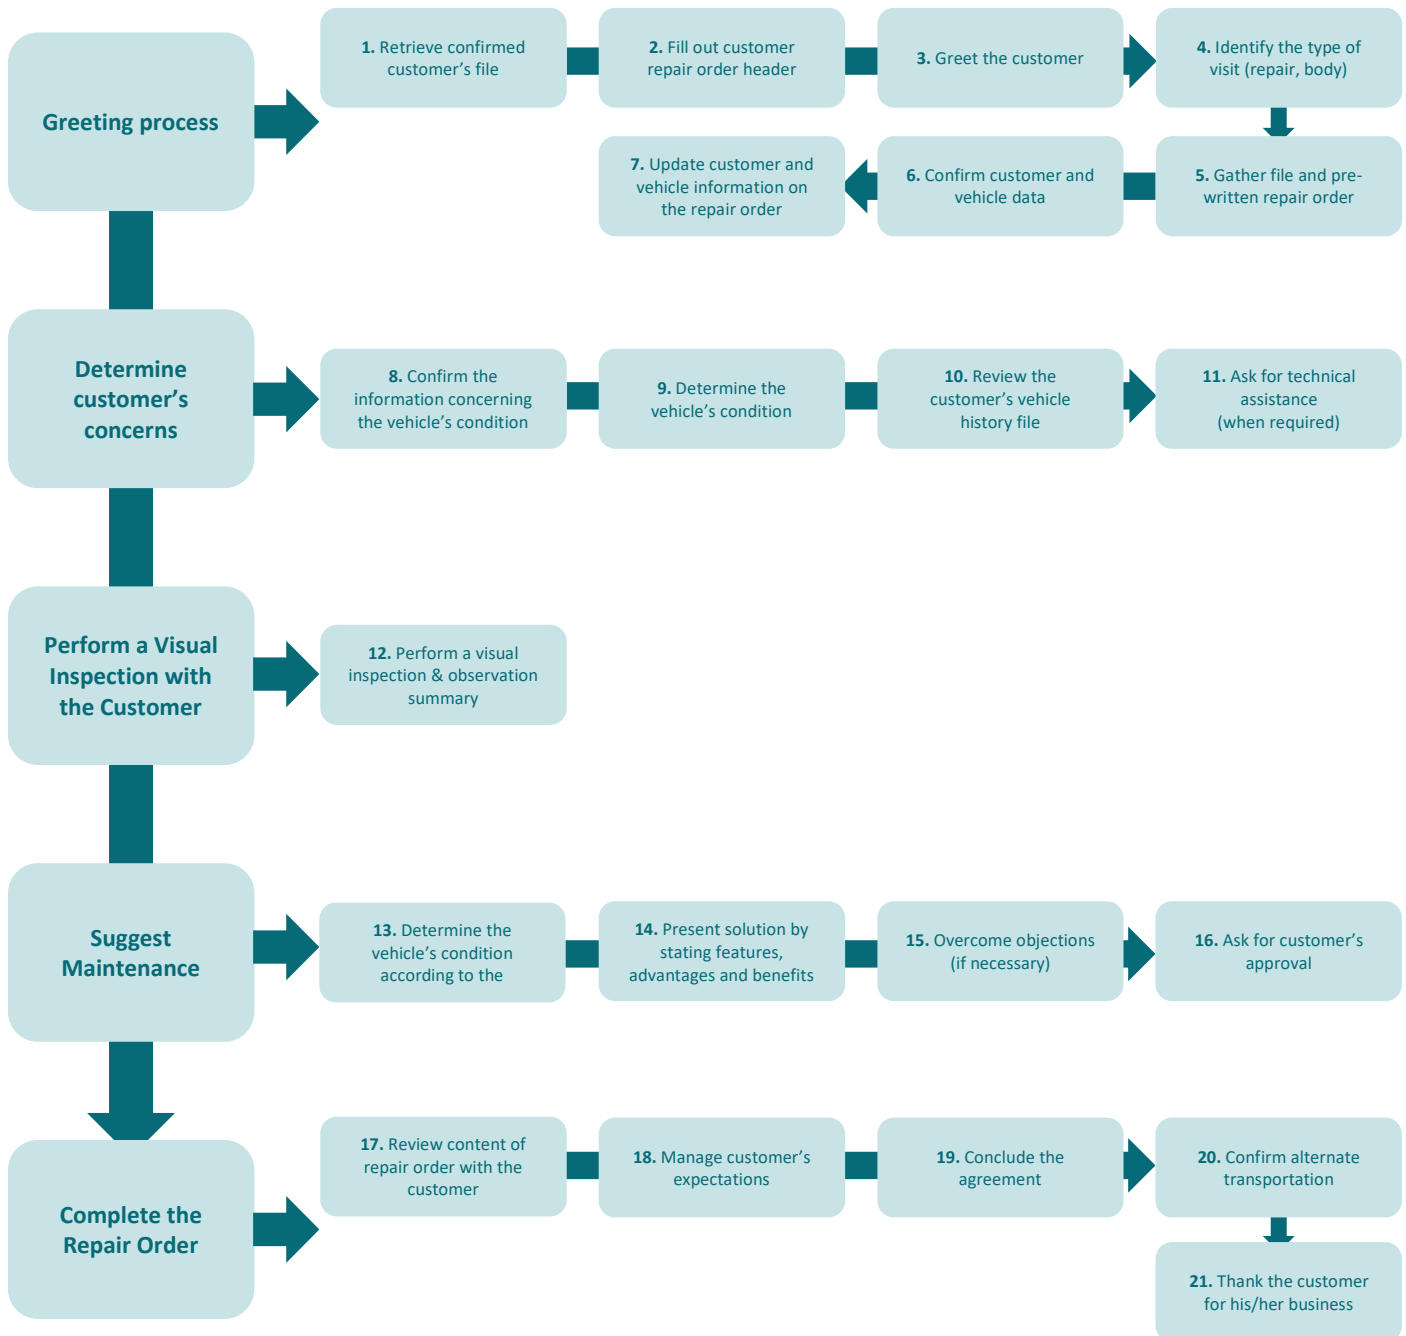 Greeting process
1. Retrieve confirmed
customer's file
2. Fill out customer
repair order header
3. Greet the customer
4. Identify the type of
visit (repair, body)
5. Gather file and pre-
written repair order
6. Confirm customer and
vehicle data
7. Update customer and
vehicle information on
the repair order
Determine
customer's
concerns
8. Confirm the
information concerning
the vehicle's condition
9. Determine the
vehicle's condition
10. Review the
customer's vehicle
history file
11. Ask for technical
assistance
(when required)
Perform a Visual
Inspection with
the Customer
12. Perform a visual
inspection & observation
summary
Suggest
Maintenance
13. Determine the
vehicle's condition
according to the
14. Present solution by
stating features,
advantages and benefits
15. Overcome objections
(if necessary)
16. Ask for customer's
approval
Complete the
Repair Order
17. Review content of
repair order with the
customer
18. Manage customer's
expectations
19. Conclude the
agreement
20. Confirm alternate
transportation
21. Thank the customer
for his/her business